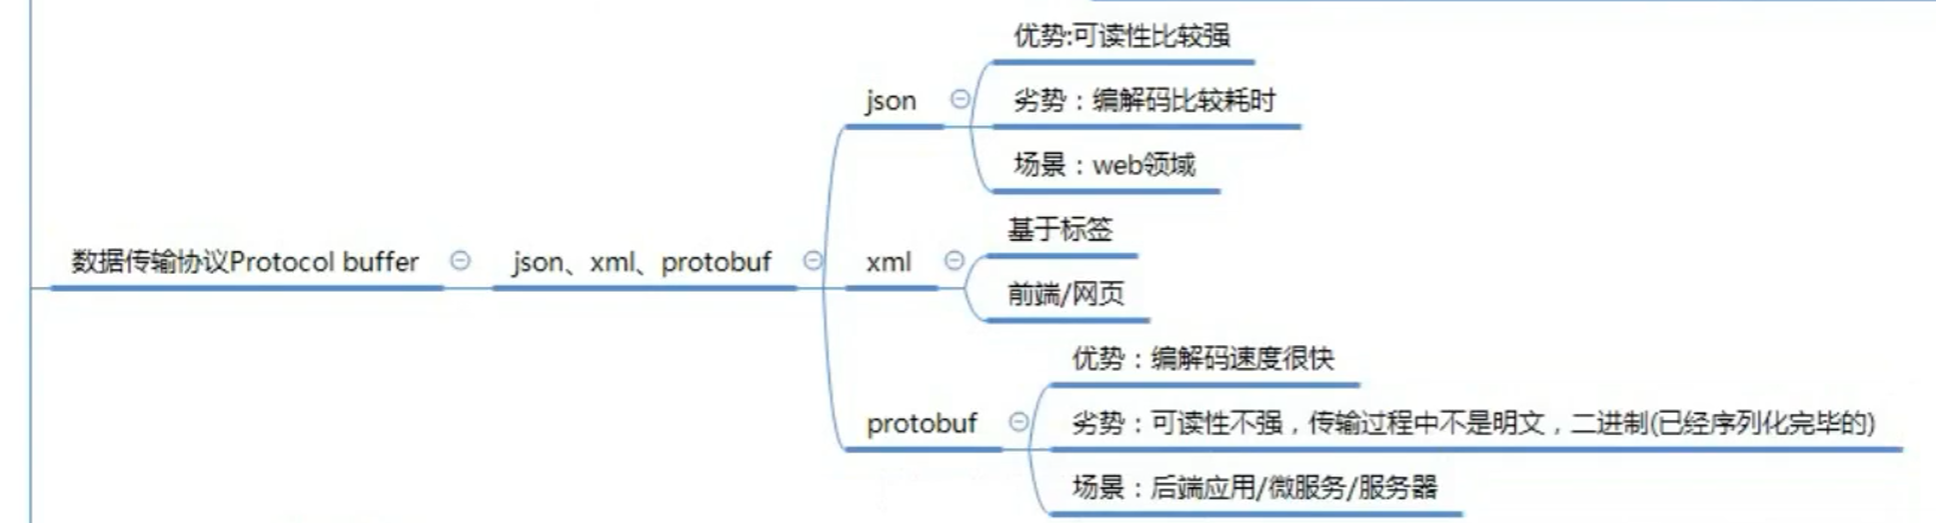 数据传输协议Protocol buffer
json、xml、protobuf
json
优势:可读性比较强
劣势：编解码比较耗时
场景：web领域
xml
基于标签
前端/网页
protobuf
优势：编解码速度很快
劣势：可读性不强，传输过程中不是明文，二进制(已经序列化完毕的)
场景：后端应用/微服务/服务器